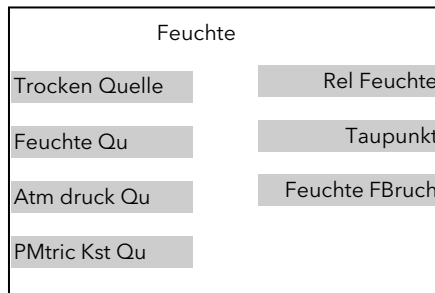 Feuchte
Trocken Quelle
Rel Feuchte
Feuchte Qu
Taupunkt
Atm druck Qu
Feuchte FBruch
PMtric Kst Qu